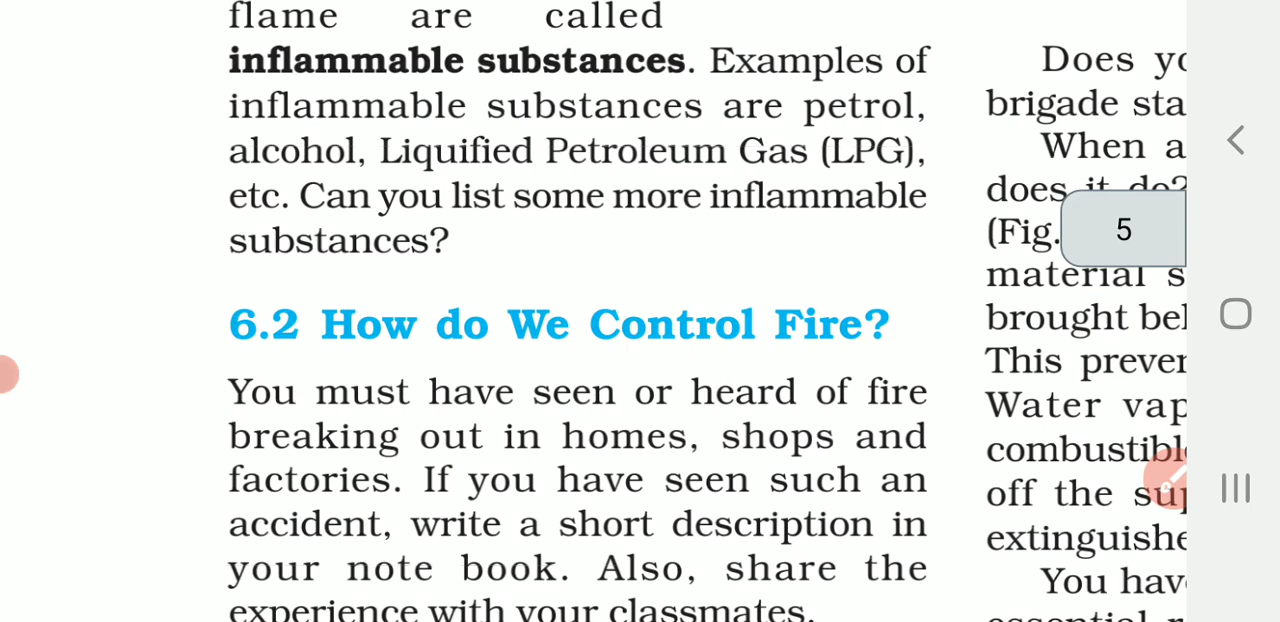 flame are called
inflammable substances. Examples of
inflammable substances are petrol,
alcohol, Liquified Petroleum Gas (LPG),
etc. Can you list some more inflammable
substances?
6.2 How do We Control Fire?
You must have seen or heard of fire
breaking out in homes, shops and
factories. If you have seen such an
accident, write a short description in
your note book. Also, share the
experience with your classmates.
Does
brigade
When a
does it do?
(Fig.
5
material
brought
This
Water
off the
You